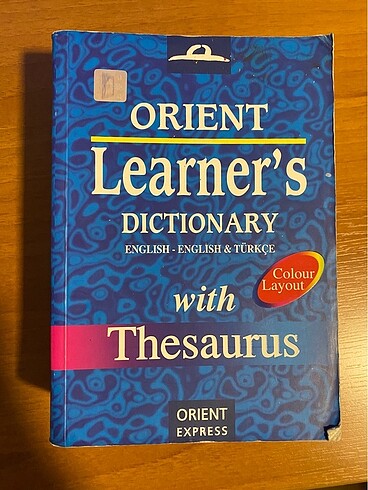 ORIENT
Learner's
DICTIONARY
ENGLISH - ENGLISH & TÜRKÇE
Colour
Layout
with
Thesaurus
ORIENT
EXPRESS